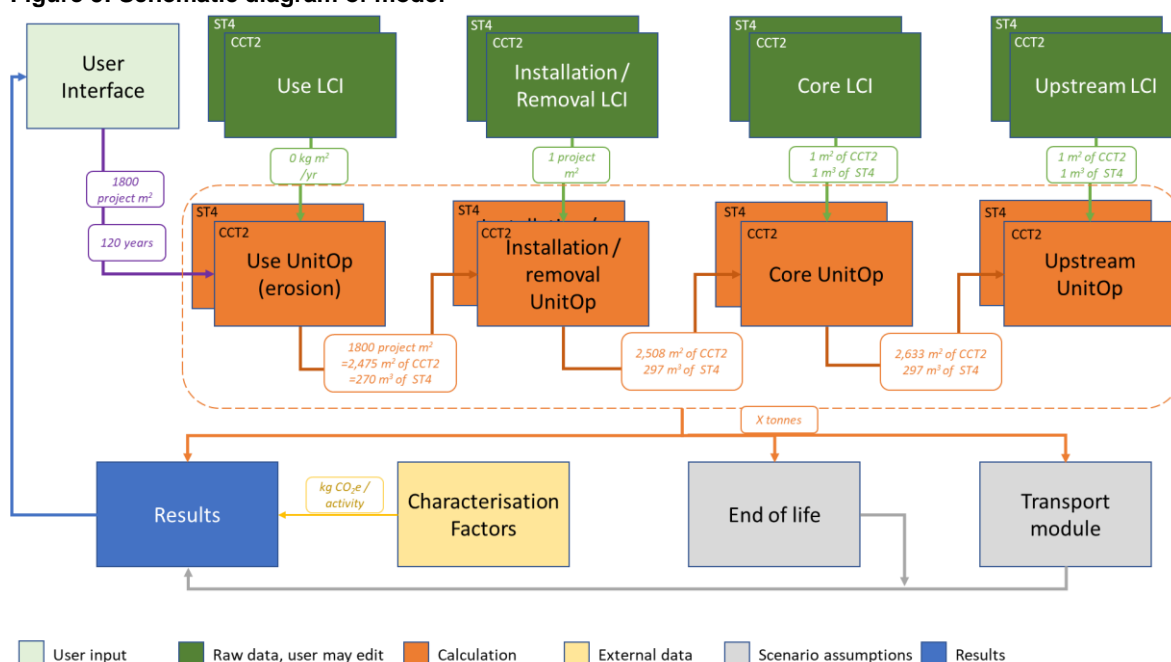 Figure 3: Schematic diagram of model
User
Interface
ST4
CCT2
Use LCI
ST4
CCT2
Installation /
Removal LCI
ST4
CCT2
Core LCI
ST4
CCT2
Upstream LCI
1800
project m²
120 years
0 kg m²
/yr
1 project
m²
1 m² of CCT2
1 m³ of ST4
1 m² of CCT2
1 m³ of ST4
ST4
CCT2
Use UnitOp
(erosion)
ST4
CCT2
Installation /
removal
UnitOp
ST4
CCT2
Core UnitOp
ST4
CCT2
Upstream
UnitOp
1800 project m²
=2,475 m² of CCT2
=270 m³ of ST4
2,508 m² of CCT2
297 m³ of ST4
2,633 m² of CCT2
297 m³ of ST4
X tonnes
Results
kg CO₂e /
activity
Characterisation
Factors
End of life
Transport
module
User input
Raw data, user may edit
Calculation
External data
Scenario assumptions
Results